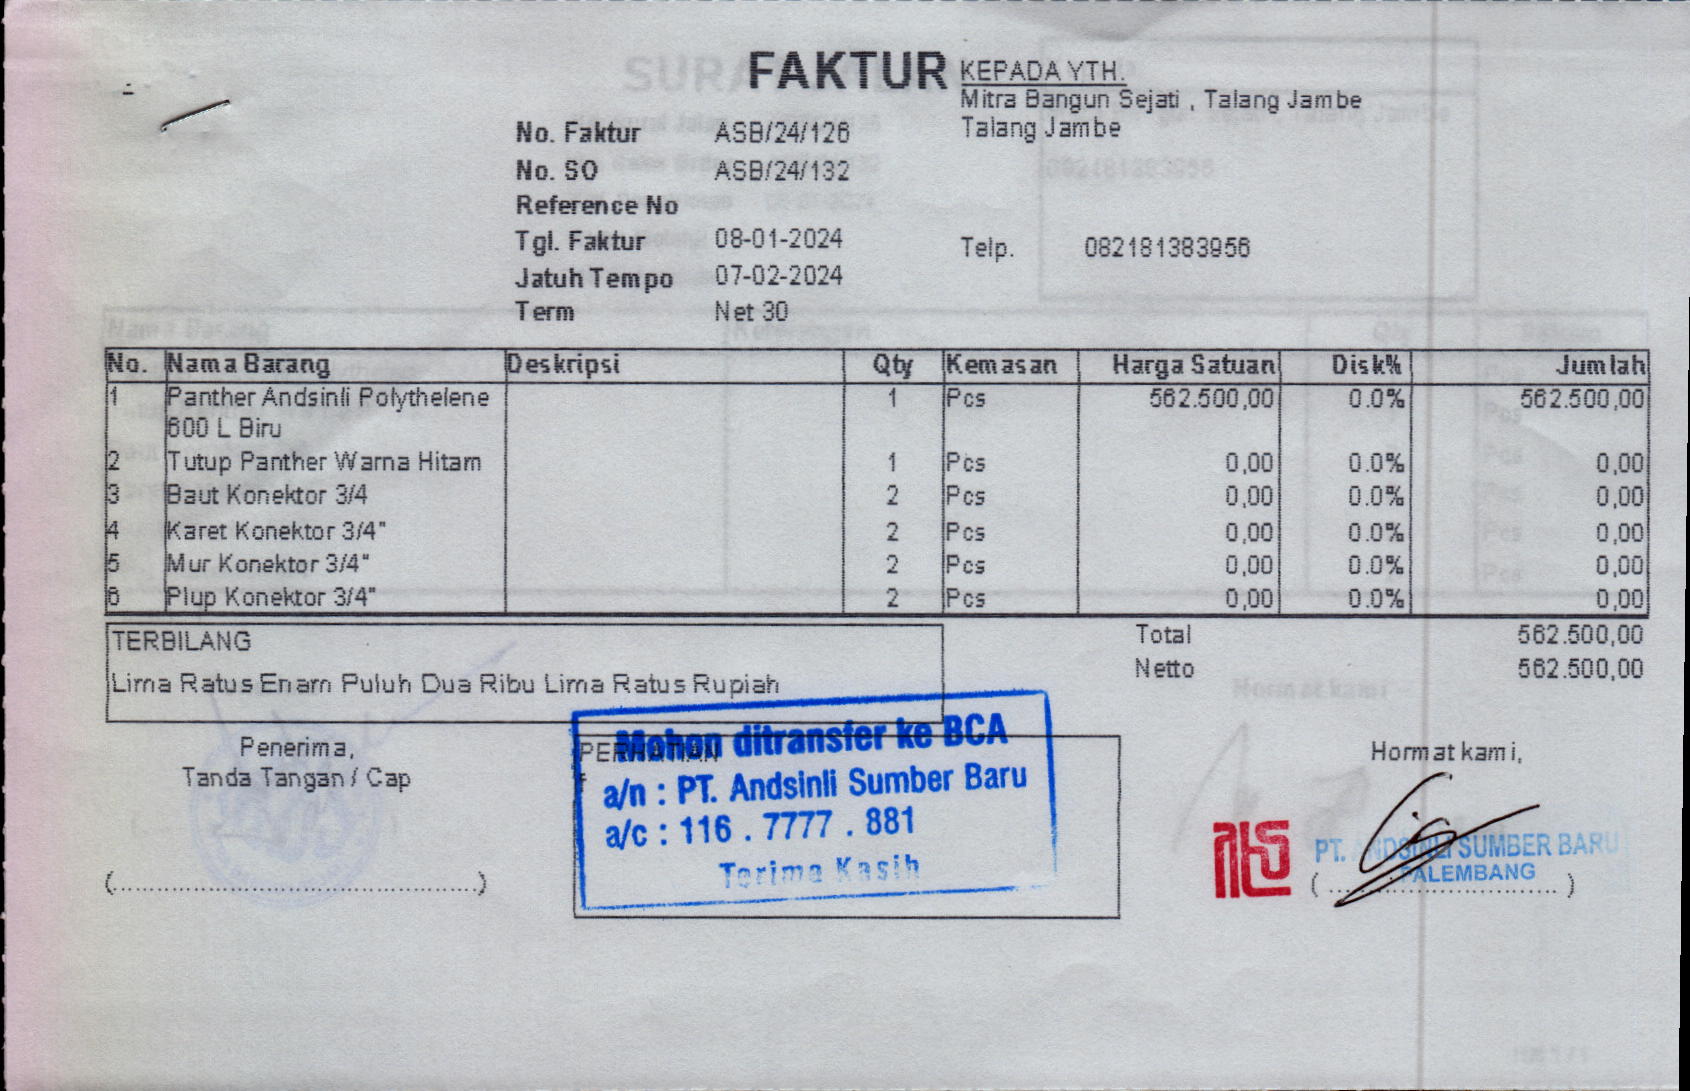 FAKTUR
KEPADA YTH.
Mitra Bangun Sejati , Talang Jambe
Talang Jambe
No. Faktur ASB/24/126
No. SO ASB/24/132
Reference No
Tgl. Faktur 08-01-2024
Telp. 082181383956
Jatuh Tempo 07-02-2024
Term Net 30
No. Nama Barang Deskripsi Qty Kemasan Harga Satuan Disk% Jumlah
1 Panther Andsinli Polythelene 1 Pcs 562.500,00 0.0% 562.500,00
600 L Biru
2 Tutup Panther Warna Hitam 1 Pcs 0,00 0.0% 0,00
3 Baut Konektor 3/4 2 Pcs 0,00 0.0% 0,00
4 Karet Konektor 3/4" 2 Pcs 0,00 0.0% 0,00
5 Mur Konektor 3/4" 2 Pcs 0,00 0.0% 0,00
6 Plup Konektor 3/4" 2 Pcs 0,00 0.0% 0,00
TERBILANG
Lima Ratus Enam Puluh Dua Ribu Lima Ratus Rupiah
Total 562.500,00
Netto 562.500,00
Penerima,
Tanda Tangan / Cap
(..........................................)
PERHATIAN
Mohon ditransfer ke BCA
a/n : PT. Andsinli Sumber Baru
a/c : 116 . 7777 . 881
Terima Kasih
Hormat kami,
PT. ANDSINLI SUMBER BARU
PALEMBANG
(..........................)